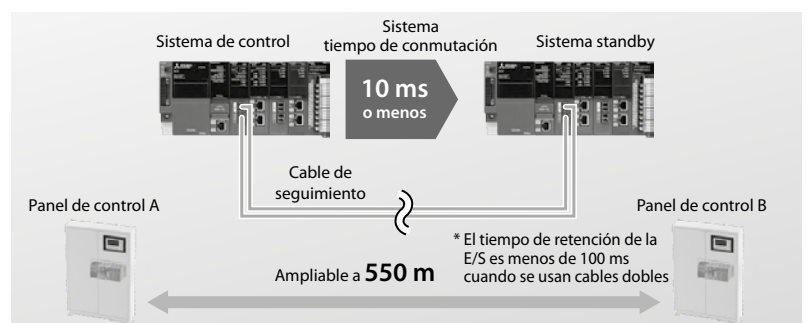 Sistema de control
Sistema
tiempo de conmutación
Sistema standby
10 ms
o menos
Cable de
seguimiento
Panel de control A
Panel de control B
* El tiempo de retención de la
E/S es menos de 100 ms
cuando se usan cables dobles
Ampliable a 550 m